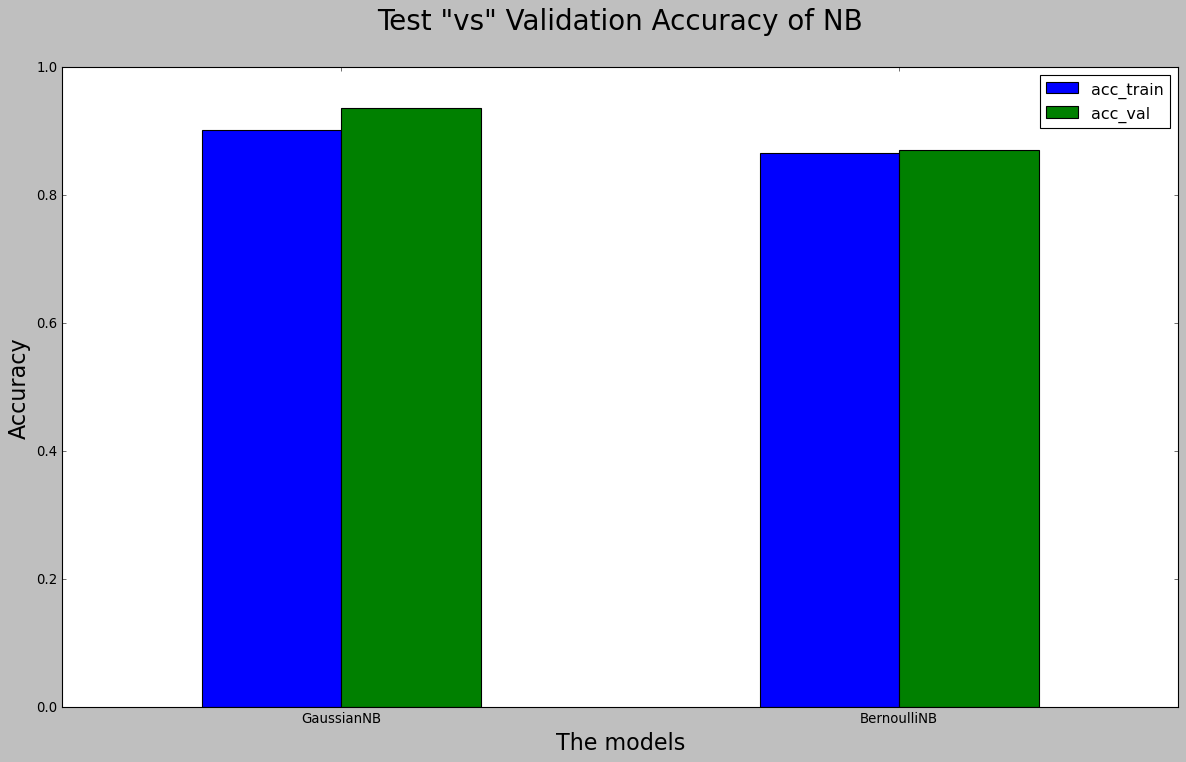 Test "vs" Validation Accuracy of NB
1.0
0.8
0.6
0.4
0.2
0.0
Accuracy
acc_train
acc_val
GaussianNB
BernoulliNB
The models